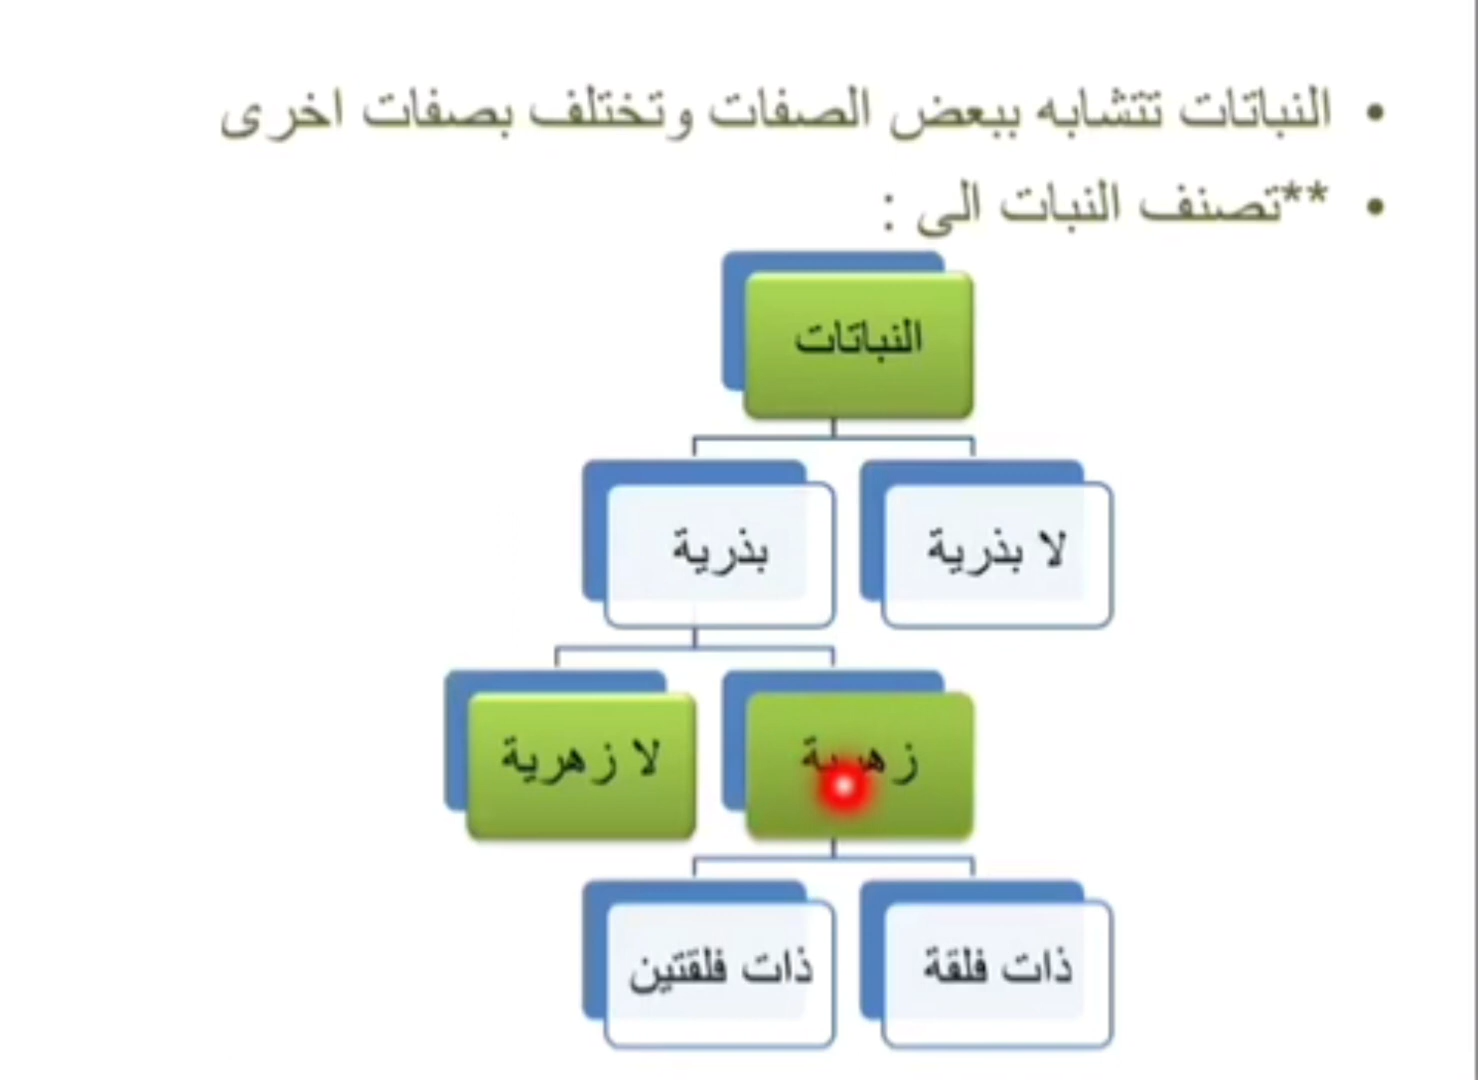 • النباتات تتشابه ببعض الصفات وتختلف بصفات اخرى
• **تصنف النبات الى :
النباتات
لا بذرية
بذرية
زهرية
لا زهرية
ذات فلقة
ذات فلقتين